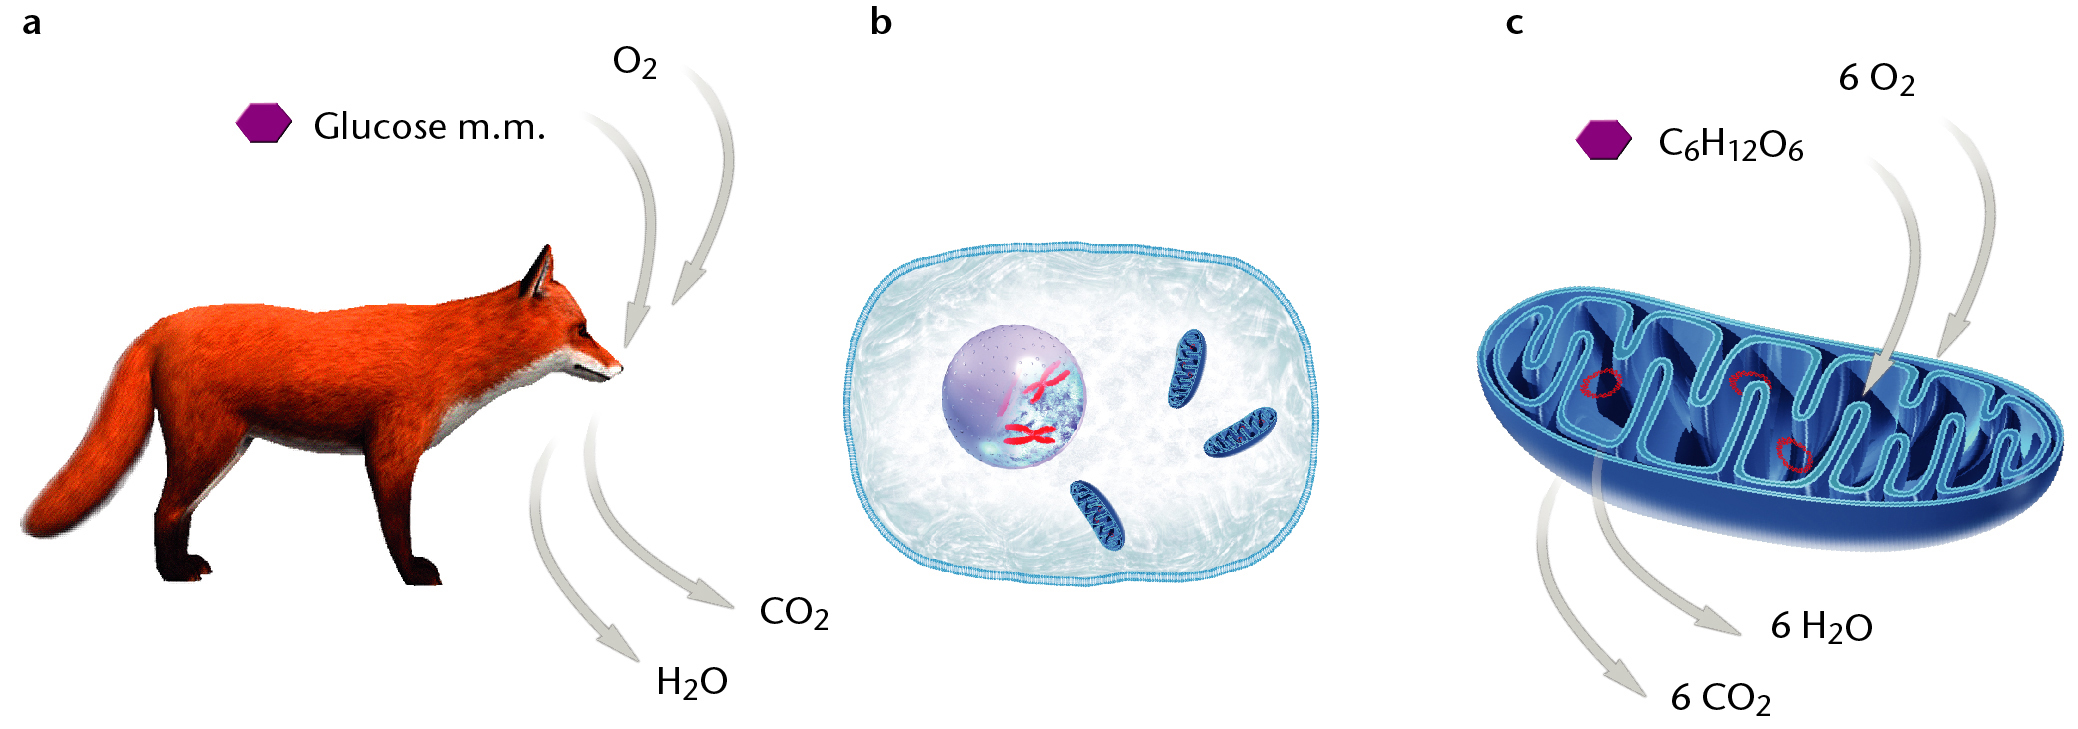 a
O₂
Glucose m.m.
CO₂
H₂O
b
c
6 O₂
C₆H₁₂O₆
6 H₂O
6 CO₂